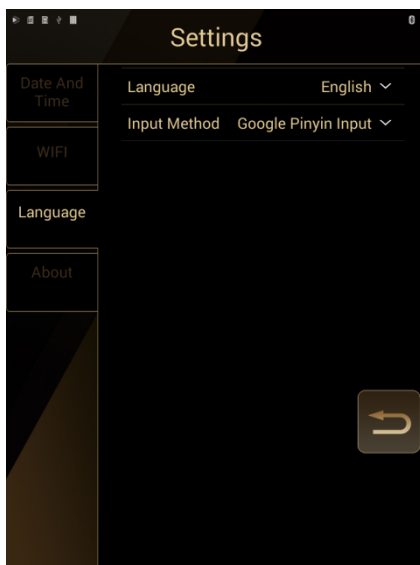 Settings
Date And
Time
WIFI
Language
About
Language English
Input Method Google Pinyin Input